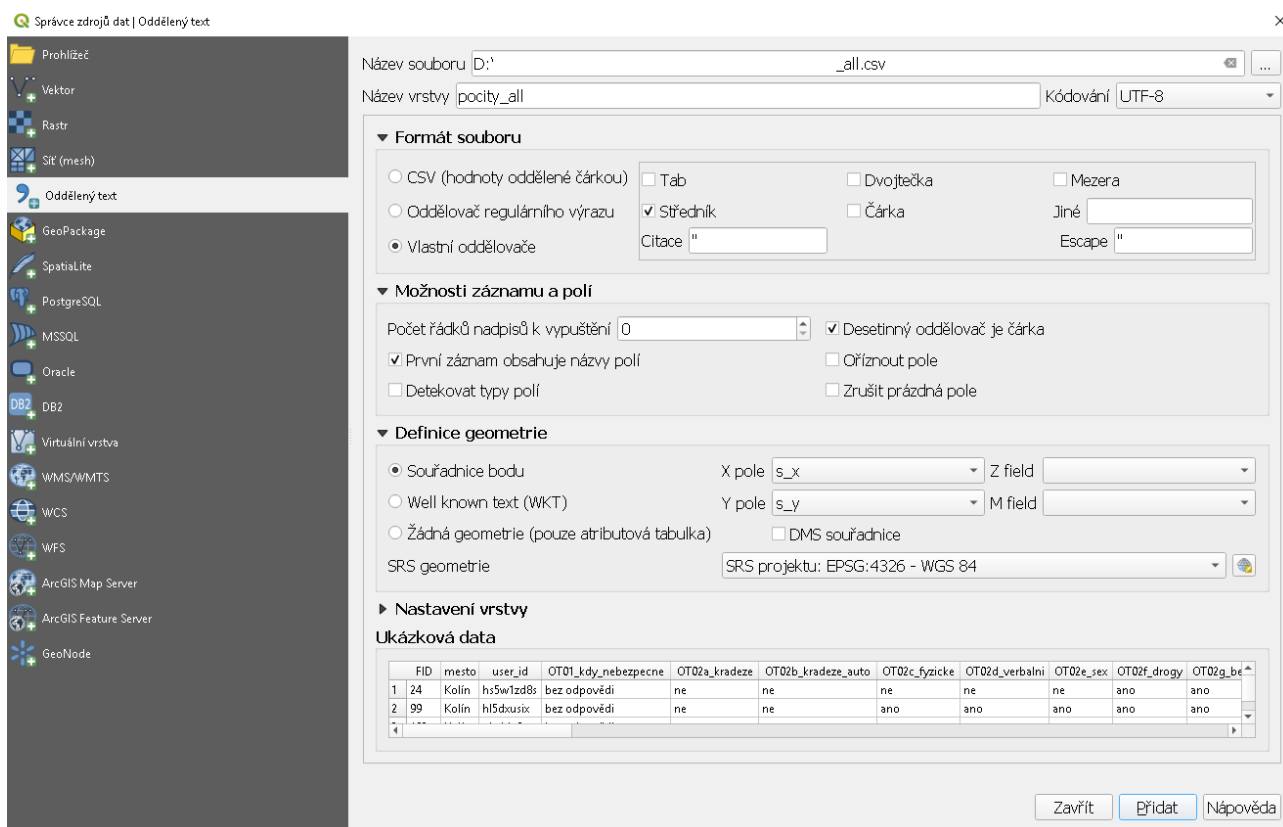 Správce zdrojů dat | Oddělený text
Prohlížeč
Vektor
Rastr
Síť (mesh)
Oddělený text
GeoPackage
SpatiaLite
PostgreSQL
MSSQL
Oracle
DB2 DB2
Virtuální vrstva
WMS/WMTS
WCS
WFS
ArcGIS Map Server
ArcGIS Feature Server
GeoNode
Název souboru D:\ _all.csv ...
Název vrstvy pocity_all Kódování UTF-8
Formát souboru
CSV (hodnoty oddělené čárkou) Tab Dvojtečka Mezera
Oddělovač regulárního výrazu Středník Čárka Jiné
Vlastní oddělovače Citace " Escape "
Možnosti záznamu a polí
Počet řádků nadpisů k vypuštění 0 Desetinný oddělovač je čárka
První záznam obsahuje názvy polí Oříznout pole
Detekovat typy polí Zrušit prázdná pole
Definice geometrie
Souřadnice bodu X pole s_x Z field
Well known text (WKT) Y pole s_y M field
Žádná geometrie (pouze atributová tabulka) DMS souřadnice
SRS geometrie SRS projektu: EPSG:4326 - WGS 84
Nastavení vrstvy
Ukázková data
FID mesto user_id OT01_kdy_nebezpecne OT02a_kradeze OT02b_kradeze_auto OT02c_fyzicke OT02d_verbalni OT02e_sex OT02f_drogy OT02g_be
1 24 Kolín hs5w1zd8s bez odpovědi ne ne ne ne ne ano ano
2 99 Kolín hl5dxusix bez odpovědi ne ne ano ano ano ano ano
Zavřít Přidat Nápověda